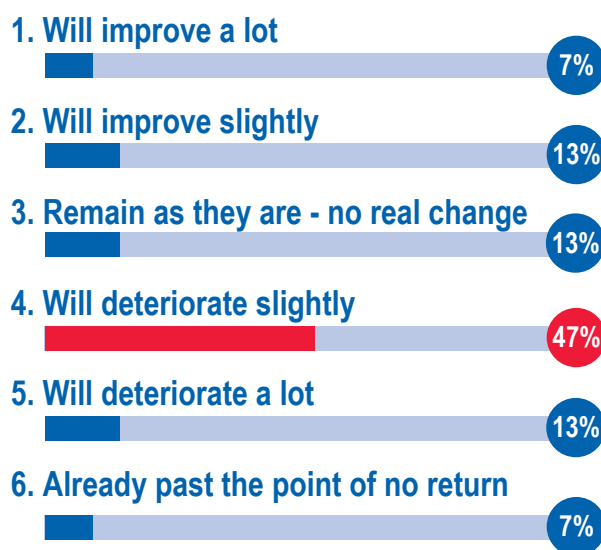 1. Will improve a lot
7%
2. Will improve slightly
13%
3. Remain as they are - no real change
13%
4. Will deteriorate slightly
47%
5. Will deteriorate a lot
13%
6. Already past the point of no return
7%